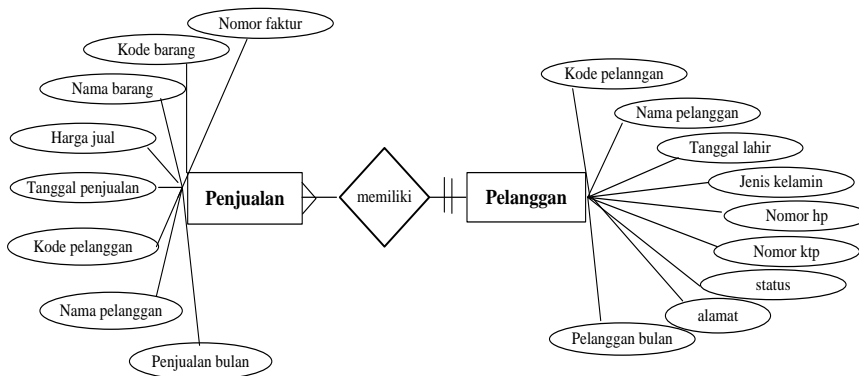 Nomor faktur
Kode barang
Nama barang
Harga jual
Tanggal penjualan
Kode pelanggan
Nama pelanggan
Penjualan bulan
Penjualan
memiliki
Pelanggan
Kode pelanngan
Nama pelanggan
Tanggal lahir
Jenis kelamin
Nomor hp
Nomor ktp
status
alamat
Pelanggan bulan